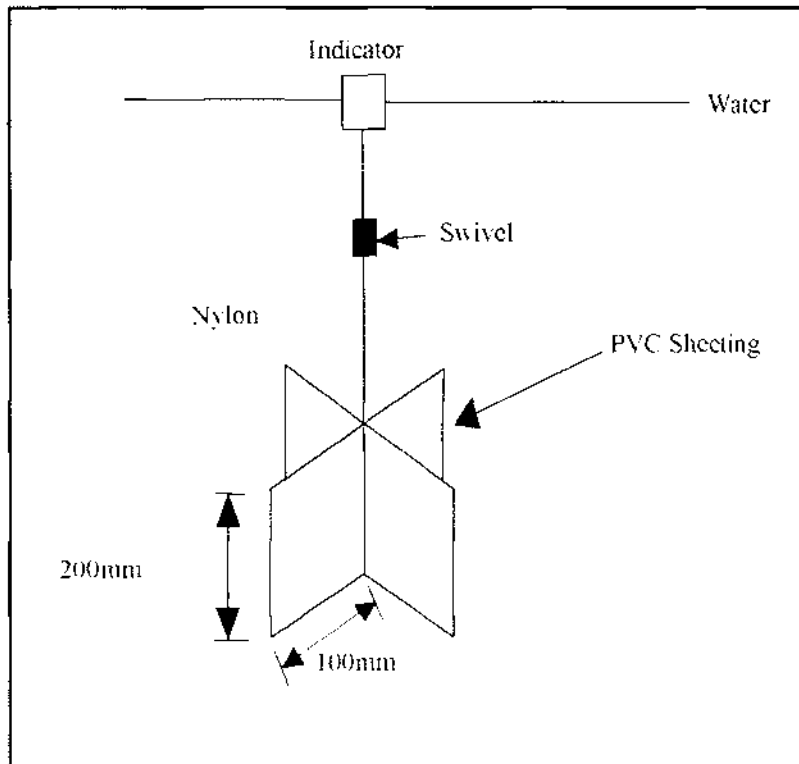 Indicator
Water
Swivel
Nylon
PVC Sheeting
200mm
100mm